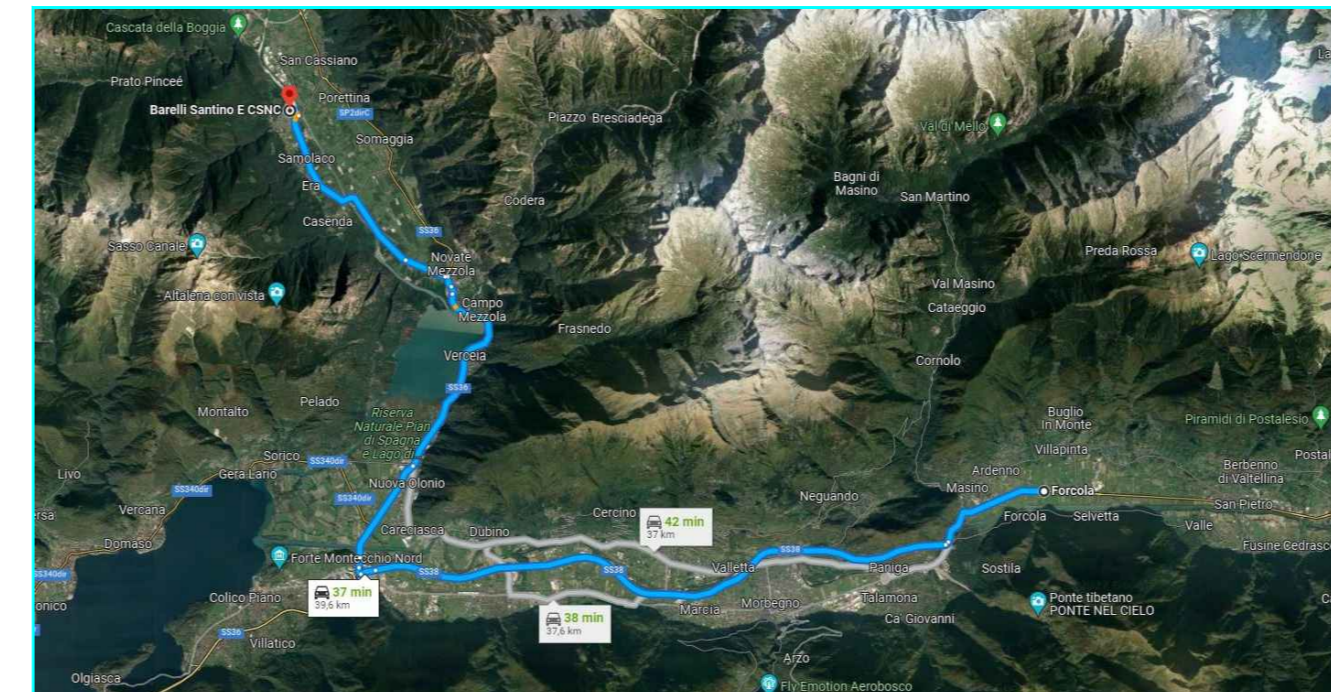 Cascata della Boggia
San Cassiano
Prato Pinceé
Porettina
Barelli Santino E CSNC
SP2dirC
Piazzo
Bresciadega
Val di Mello
Somaggia
Samolaco
Era
Bagni di
Masino
San Martino
Codera
Casenda
SS36
Sasso Canale
Preda Rossa
Lago Scermendone
Novate
Mezzola
Altalena con vista
Val Masino
Campo
Mezzola
Cataeggio
Frasnedo
Verceia
Cornolo
SS36
Pelado
Montalto
Riserva
Naturale Pian
di Spagna
e Lago di
Buglio
In Monte
Piramidi di Postalesio
Villapinta
Sorico
SS340dir
Livo
Gera Lario
Ardenno
Berbenno
di Valtellina
Postal
Nuova Olonio
SS340dir
SS340dir
Masino
Forcola
Neguando
San Pietro
Vercana
Cercino
Forcola
Selvetta
Valle
42 min
37 km
Careciasca
Dubino
Domaso
Fusine
Cedrasc
Forte Montecchio Nord
SS38
SS38
SS38
Valletta
Paniga
Sostila
SS340dir
37 min
39,6 km
Colico Piano
Marcia
Morbegno
Talamona
Ponte tibetano
PONTE NEL CIELO
38 min
37,6 km
Ca Giovanni
SS36
Villatico
Arzo
Olgiasca
Fly Emotion Aerobosco